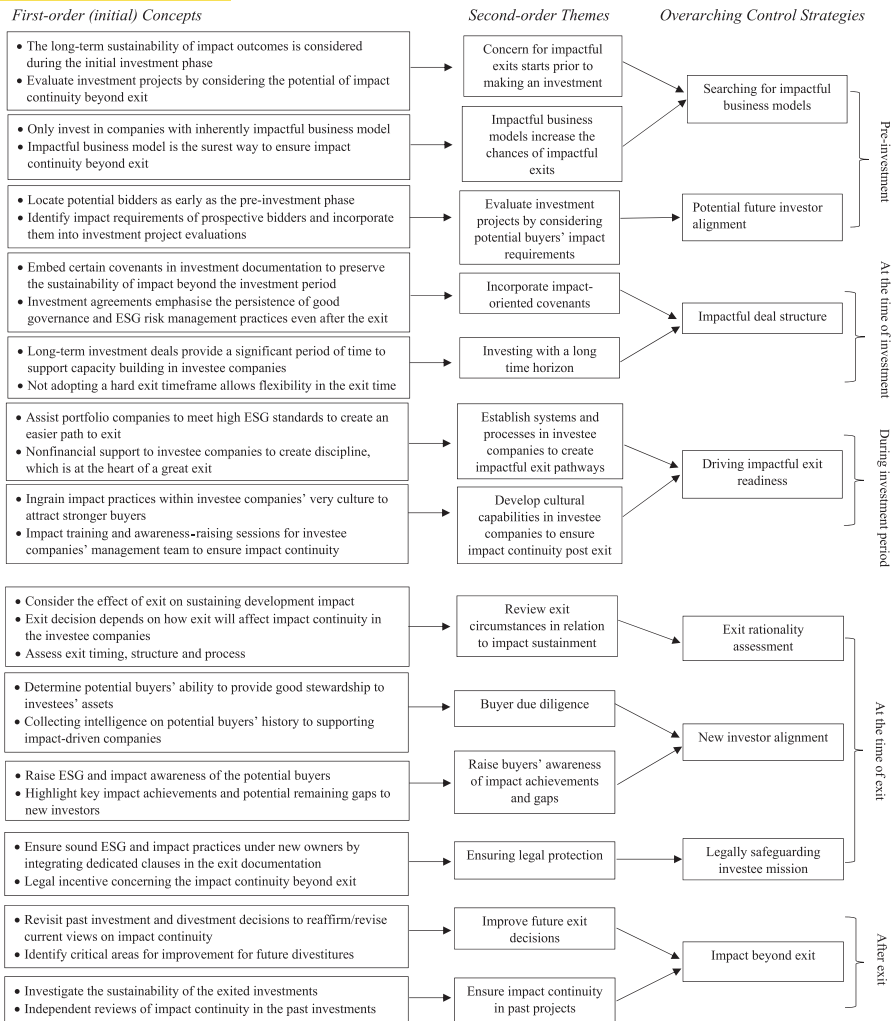 First-order (initial) Concepts
Second-order Themes
Overarching Control Strategies
• The long-term sustainability of impact outcomes is considered
during the initial investment phase
• Evaluate investment projects by considering the potential of impact
continuity beyond exit
Concern for impactful
exits starts prior to
making an investment
Searching for impactful
business models
• Only invest in companies with inherently impactful business model
• Impactful business model is the surest way to ensure impact
continuity beyond exit
Impactful business
models increase the
chances of impactful
exits
Pre-investment
• Locate potential bidders as early as the pre-investment phase
• Identify impact requirements of prospective bidders and incorporate
them into investment project evaluations
Evaluate investment
projects by considering
potential buyers’ impact
requirements
Potential future investor
alignment
• Embed certain covenants in investment documentation to preserve
the sustainability of impact beyond the investment period
• Investment agreements emphasise the persistence of good
governance and ESG risk management practices even after the exit
Incorporate impact-
oriented covenants
Impactful deal structure
At the time of investment
• Long-term investment deals provide a significant period of time to
support capacity building in investee companies
• Not adopting a hard exit timeframe allows flexibility in the exit time
Investing with a long
time horizon
• Assist portfolio companies to meet high ESG standards to create an
easier path to exit
• Nonfinancial support to investee companies to create discipline,
which is at the heart of a great exit
Establish systems and
processes in investee
companies to create
impactful exit pathways
Driving impactful exit
readiness
During investment period
• Ingrain impact practices within investee companies’ very culture to
attract stronger buyers
• Impact training and awareness-raising sessions for investee
companies’ management team to ensure impact continuity
Develop cultural
capabilities in investee
companies to ensure
impact continuity post exit
• Consider the effect of exit on sustaining development impact
• Exit decision depends on how exit will affect impact continuity in
the investee companies
• Assess exit timing, structure and process
Review exit
circumstances in relation
to impact sustainment
Exit rationality
assessment
• Determine potential buyers’ ability to provide good stewardship to
investees’ assets
• Collecting intelligence on potential buyers’ history to supporting
impact-driven companies
Buyer due diligence
New investor alignment
At the time of exit
• Raise ESG and impact awareness of the potential buyers
• Highlight key impact achievements and potential remaining gaps to
new investors
Raise buyers’ awareness
of impact achievements
and gaps
• Ensure sound ESG and impact practices under new owners by
integrating dedicated clauses in the exit documentation
• Legal incentive concerning the impact continuity beyond exit
Ensuring legal protection
Legally safeguarding
investee mission
• Revisit past investment and divestment decisions to reaffirm/revise
current views on impact continuity
• Identify critical areas for improvement for future divestitures
Improve future exit
decisions
Impact beyond exit
After exit
• Investigate the sustainability of the exited investments
• Independent reviews of impact continuity in the past investments
Ensure impact continuity
in past projects